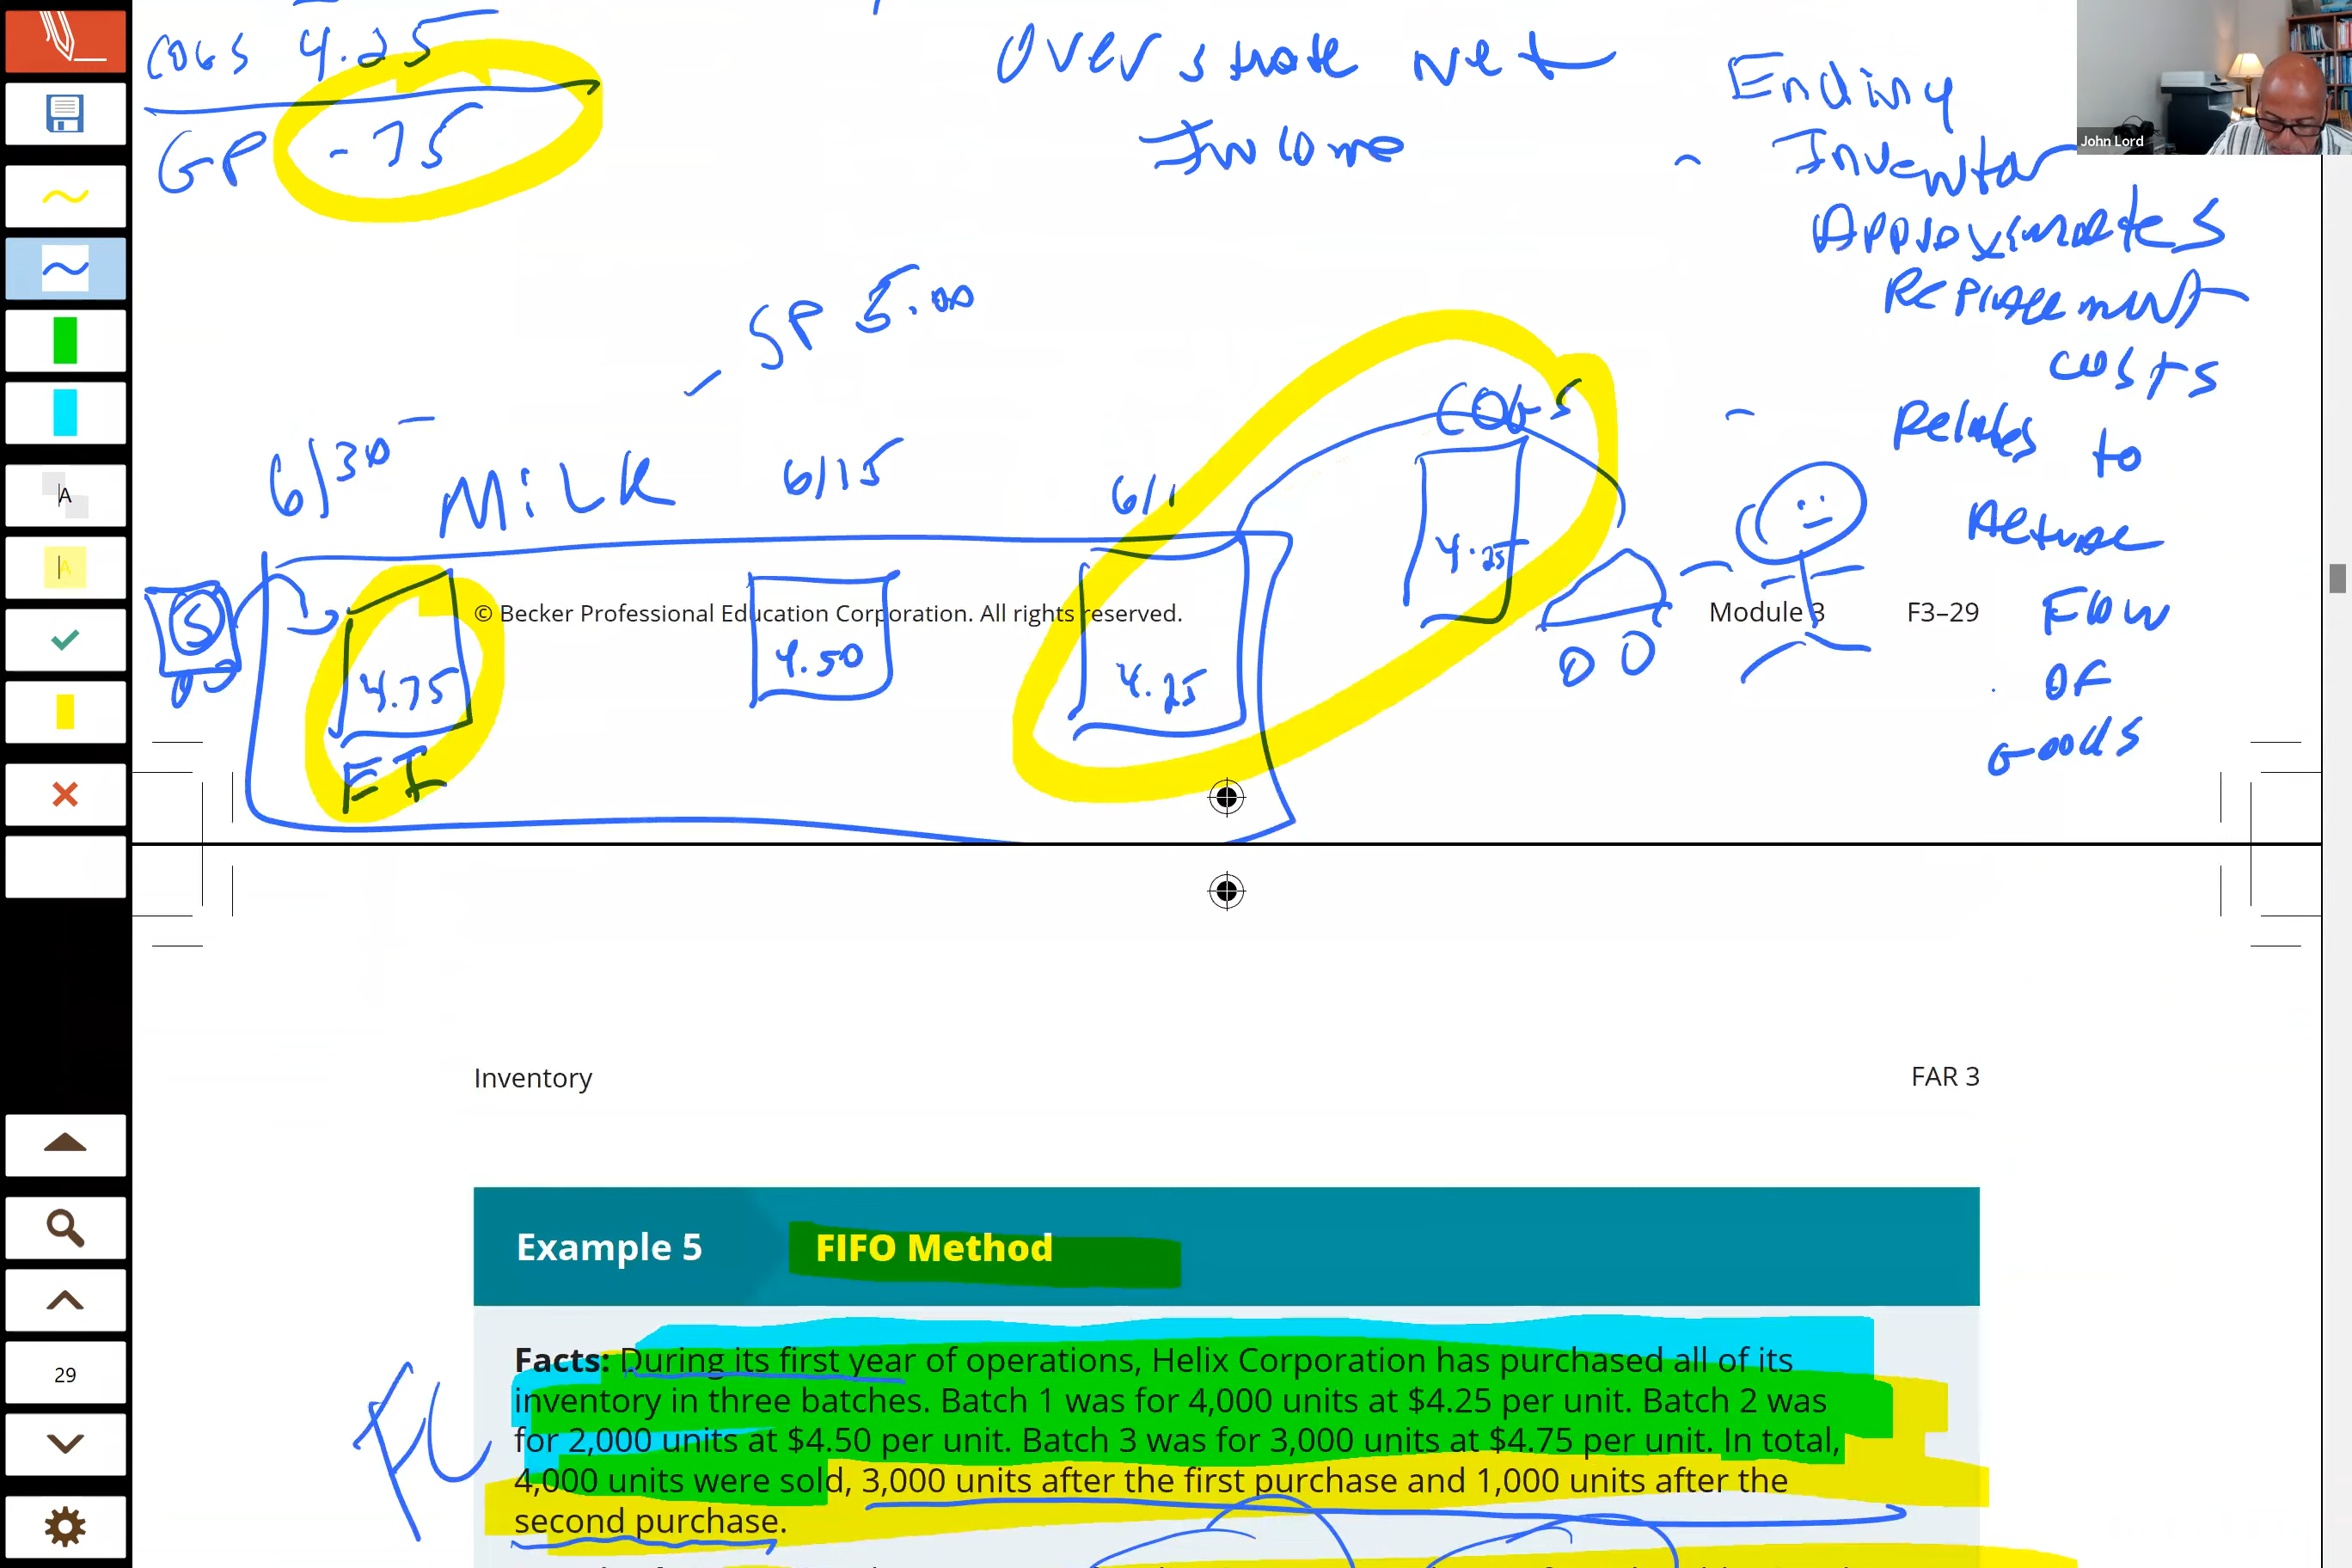 COGS 4.25
GP - 75
Overstate Net
Income
Ending
Inventor
Approximates
Replacement
costs
Relates to
Actual
Flow
of
Goods
John Lord
- SP 5.00
6/30
MiLK
6/15
6/1
COGS
4.25
S
4.75
4.50
4.25
EI
© Becker Professional Education Corporation. All rights reserved.
Module 3
F3–29
Inventory
FAR 3
Example 5
FIFO Method
Facts: During its first year of operations, Helix Corporation has purchased all of its
inventory in three batches. Batch 1 was for 4,000 units at $4.25 per unit. Batch 2 was
for 2,000 units at $4.50 per unit. Batch 3 was for 3,000 units at $4.75 per unit. In total,
4,000 units were sold, 3,000 units after the first purchase and 1,000 units after the
second purchase.
A
A
29